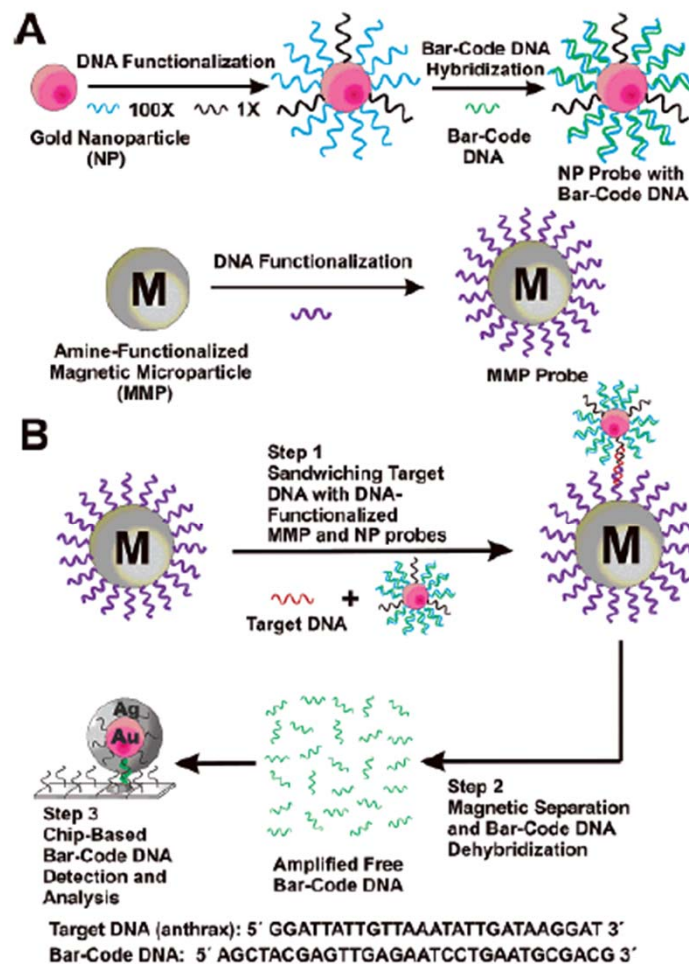 A
DNA Functionalization
100X 1X
Gold Nanoparticle
(NP)
Bar-Code DNA
Hybridization
Bar-Code
DNA
NP Probe with
Bar-Code DNA
M
DNA Functionalization
M
Amine-Functionalized
Magnetic Microparticle
(MMP)
MMP Probe
B
M
Step 1
Sandwiching Target
DNA with DNA-
Functionalized
MMP and NP probes
+
Target DNA
M
Ag
Au
Step 3
Chip-Based
Bar-Code DNA
Detection and
Analysis
Amplified Free
Bar-Code DNA
Step 2
Magnetic Separation
and Bar-Code DNA
Dehybridization
Target DNA (anthrax): 5´ GGATTATTGTTAAATATTGATAAGGAT 3´
Bar-Code DNA: 5´ AGCTACGAGTTGAGAATCCTGAATGCGACG 3´